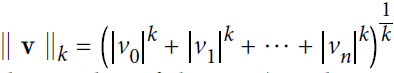 ‖ v ‖ₖ = (|v₀|ᵏ + |v₁|ᵏ + ⋯ + |vₙ|ᵏ)^(1/k)